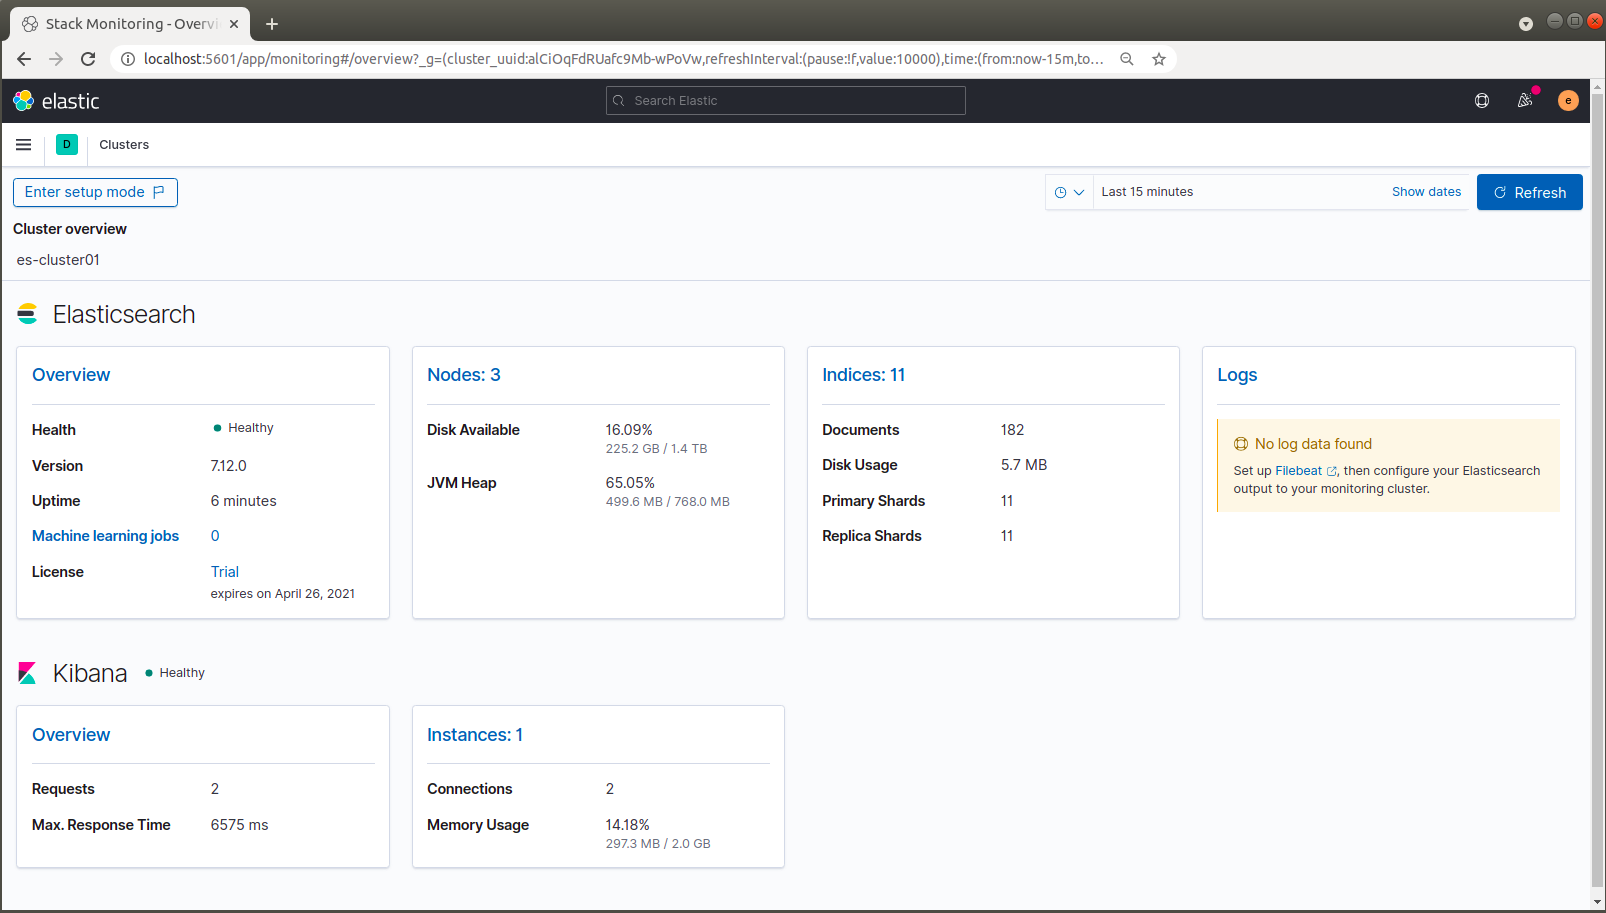 Stack Monitoring - Overvi
localhost:5601/app/monitoring#/overview?_g=(cluster_uuid:alCiOqFdRUafc9Mb-wPoVw,refreshInterval:(pause:!f,value:10000),time:(from:now-15m,to...
elastic
Search Elastic
e
D
Clusters
Enter setup mode
Last 15 minutes
Show dates
Refresh
Cluster overview
es-cluster01
Elasticsearch
Overview
Health
Healthy
Version
7.12.0
Uptime
6 minutes
Machine learning jobs
0
License
Trial
expires on April 26, 2021
Nodes: 3
Disk Available
16.09%
225.2 GB / 1.4 TB
JVM Heap
65.05%
499.6 MB / 768.0 MB
Indices: 11
Documents
182
Disk Usage
5.7 MB
Primary Shards
11
Replica Shards
11
Logs
No log data found
Set up Filebeat , then configure your Elasticsearch
output to your monitoring cluster.
Kibana
Healthy
Overview
Requests
2
Max. Response Time
6575 ms
Instances: 1
Connections
2
Memory Usage
14.18%
297.3 MB / 2.0 GB